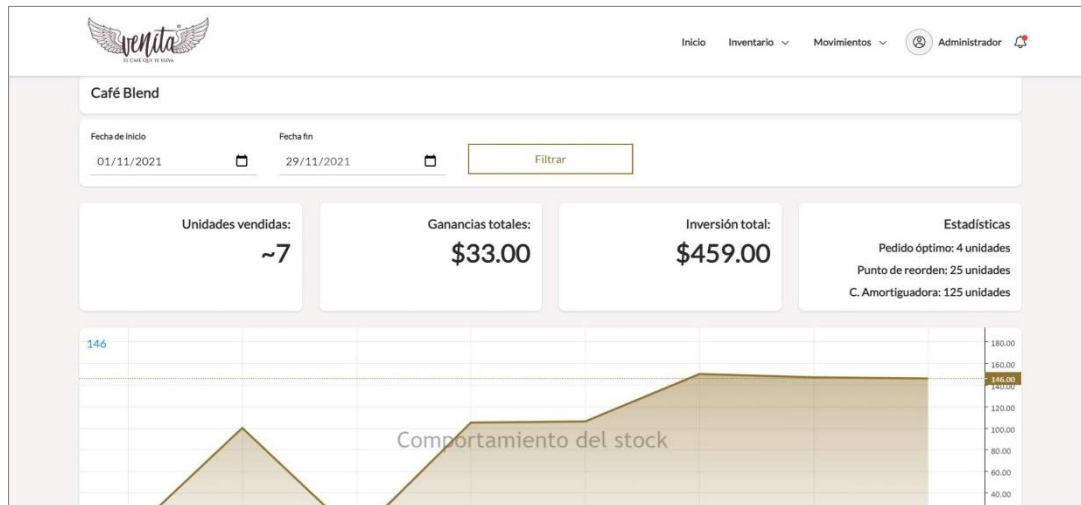 venita
EL CAFÉ QUE TE ELEVA
Inicio
Inventario
Movimientos
Administrador
Café Blend
Fecha de Inicio
Fecha fin
01/11/2021
29/11/2021
Filtrar
Unidades vendidas:
~7
Ganancias totales:
$33.00
Inversión total:
$459.00
Estadísticas
Pedido óptimo: 4 unidades
Punto de reorden: 25 unidades
C. Amortiguadora: 125 unidades
146
Comportamiento del stock
180.00
160.00
146.00
140.00
120.00
100.00
80.00
60.00
40.00